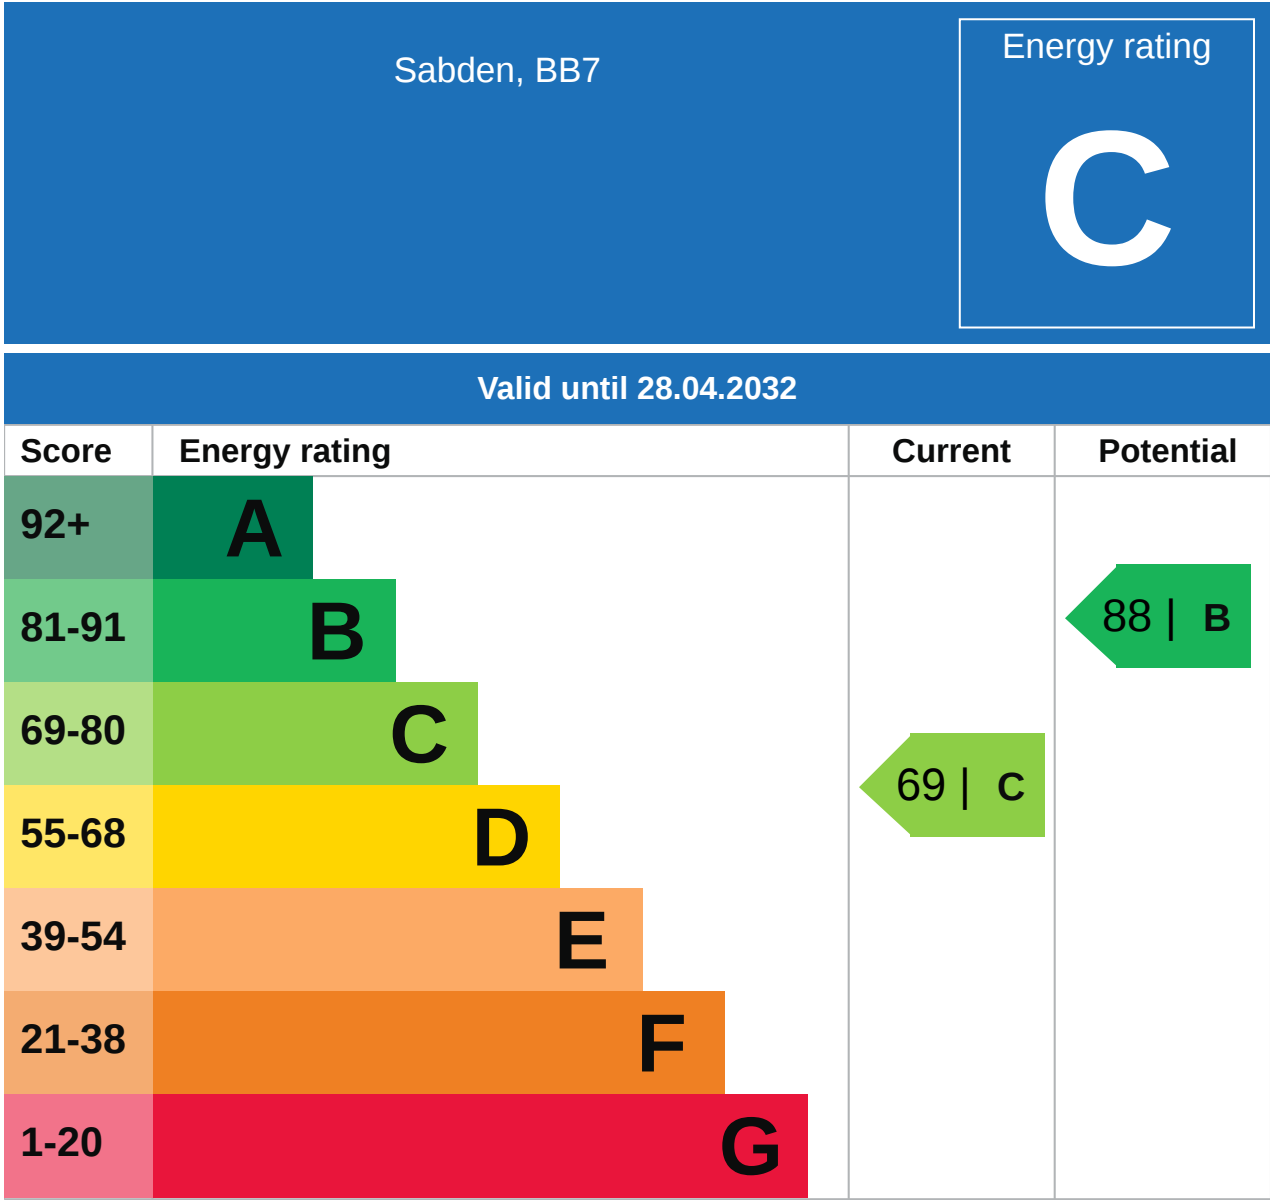 Sabden, BB7
Energy rating
C
Valid until 28.04.2032
Score Energy rating Current Potential
92+ A
81-91 B
88 | B
69-80 C
69 | C
55-68 D
39-54 E
21-38 F
1-20 G